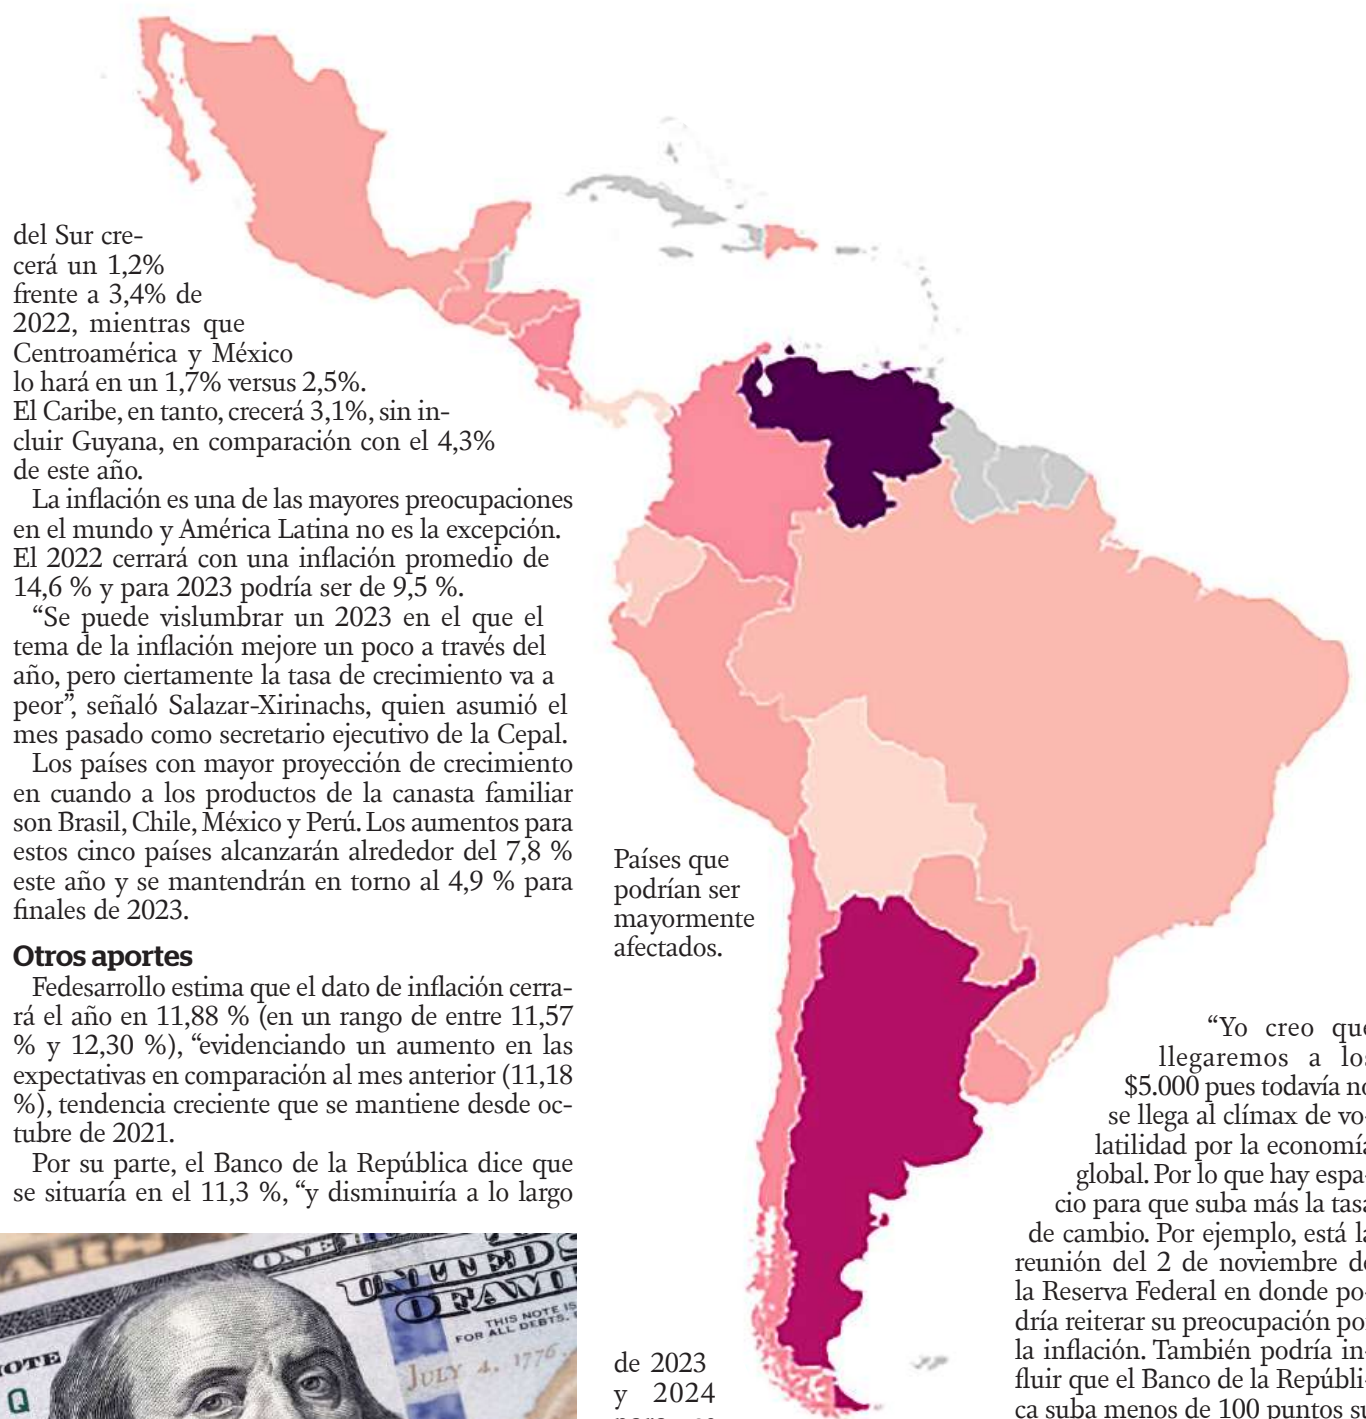 del Sur cre-
cerá un 1,2%
frente a 3,4% de
2022, mientras que
Centroamérica y México
lo hará en un 1,7% versus 2,5%.
El Caribe, en tanto, crecerá 3,1%, sin in-
cluir Guyana, en comparación con el 4,3%
de este año.
La inflación es una de las mayores preocupaciones
en el mundo y América Latina no es la excepción.
El 2022 cerrará con una inflación promedio de
14,6 % y para 2023 podría ser de 9,5 %.
“Se puede vislumbrar un 2023 en el que el
tema de la inflación mejore un poco a través del
año, pero ciertamente la tasa de crecimiento va a
peor”, señaló Salazar-Xirinachs, quien asumió el
mes pasado como secretario ejecutivo de la Cepal.
Los países con mayor proyección de crecimiento
en cuando a los productos de la canasta familiar
son Brasil, Chile, México y Perú. Los aumentos para
estos cinco países alcanzarán alrededor del 7,8 %
este año y se mantendrán en torno al 4,9 % para
finales de 2023.
Otros aportes
Fedesarrollo estima que el dato de inflación cerra-
rá el año en 11,88 % (en un rango de entre 11,57
% y 12,30 %), “evidenciando un aumento en las
expectativas en comparación al mes anterior (11,18
%), tendencia creciente que se mantiene desde oc-
tubre de 2021.
Por su parte, el Banco de la República dice que
se situaría en el 11,3 %, “y disminuiría a lo largo
THIS NOTE IS
FOR ALL DEBTS,
JULY 4, 1776
OTE
Q
Países que
podrían ser
mayormente
afectados.
de 2023
y 2024
“Yo creo que
llegaremos a los
$5.000 pues todavía no
se llega al clímax de vo-
latilidad por la economía
global. Por lo que hay espa-
cio para que suba más la tasa
de cambio. Por ejemplo, está la
reunión del 2 de noviembre de
la Reserva Federal en donde po-
dría reiterar su preocupación por
la inflación. También podría in-
fluir que el Banco de la Repúbli-
ca suba menos de 100 puntos su